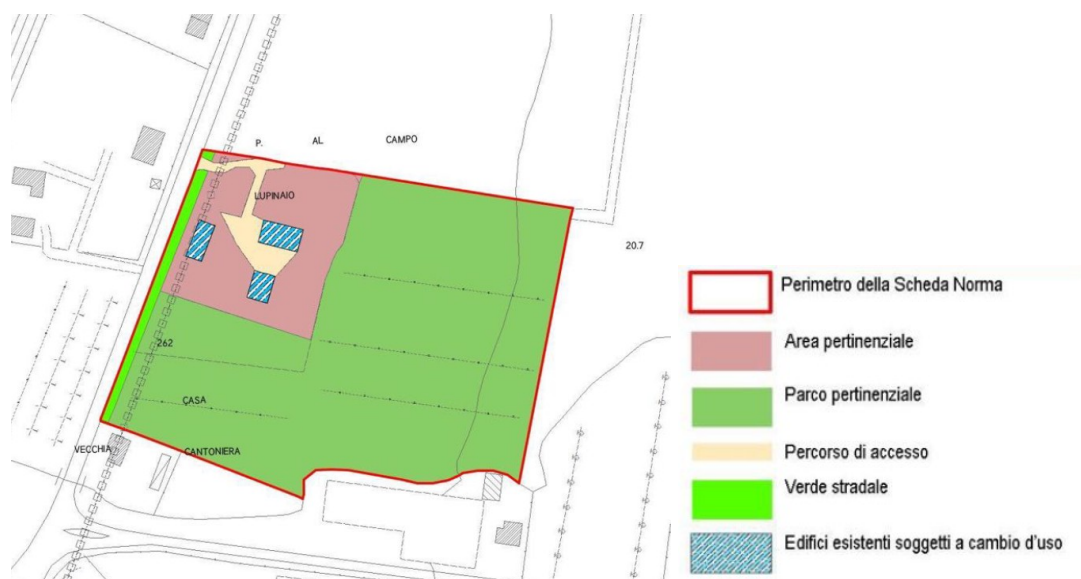 P. AL CAMPO
LUPINAIO
20.7
262
CASA
VECCHIA
CANTONIERA
Perimetro della Scheda Norma
Area pertinenziale
Parco pertinenziale
Percorso di accesso
Verde stradale
Edifici esistenti soggetti a cambio d'uso